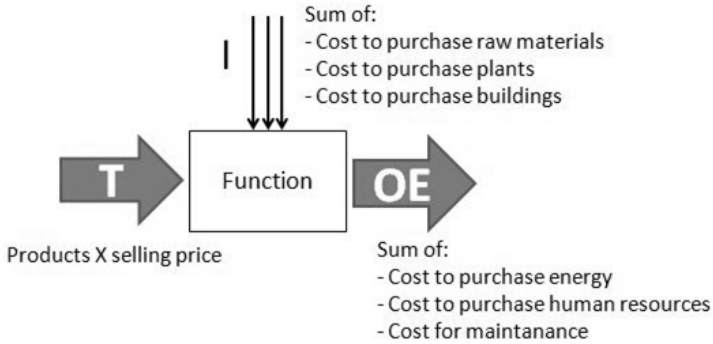 Sum of:
- Cost to purchase raw materials
- Cost to purchase plants
- Cost to purchase buildings
I
T
Function
OE
Products X selling price
Sum of:
- Cost to purchase energy
- Cost to purchase human resources
- Cost for maintanance